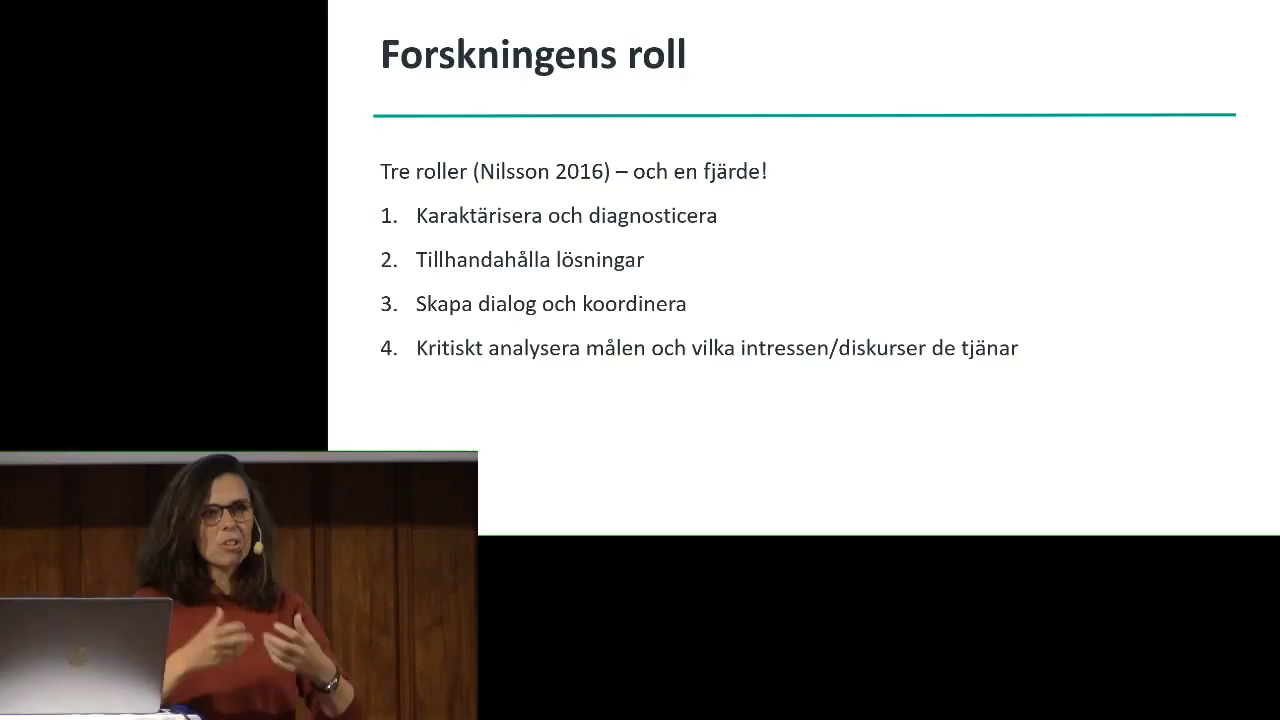 Forskningens roll
Tre roller (Nilsson 2016) – och en fjärde!
1. Karaktärisera och diagnosticera
2. Tillhandahålla lösningar
3. Skapa dialog och koordinera
4. Kritiskt analysera målen och vilka intressen/diskurser de tjänar